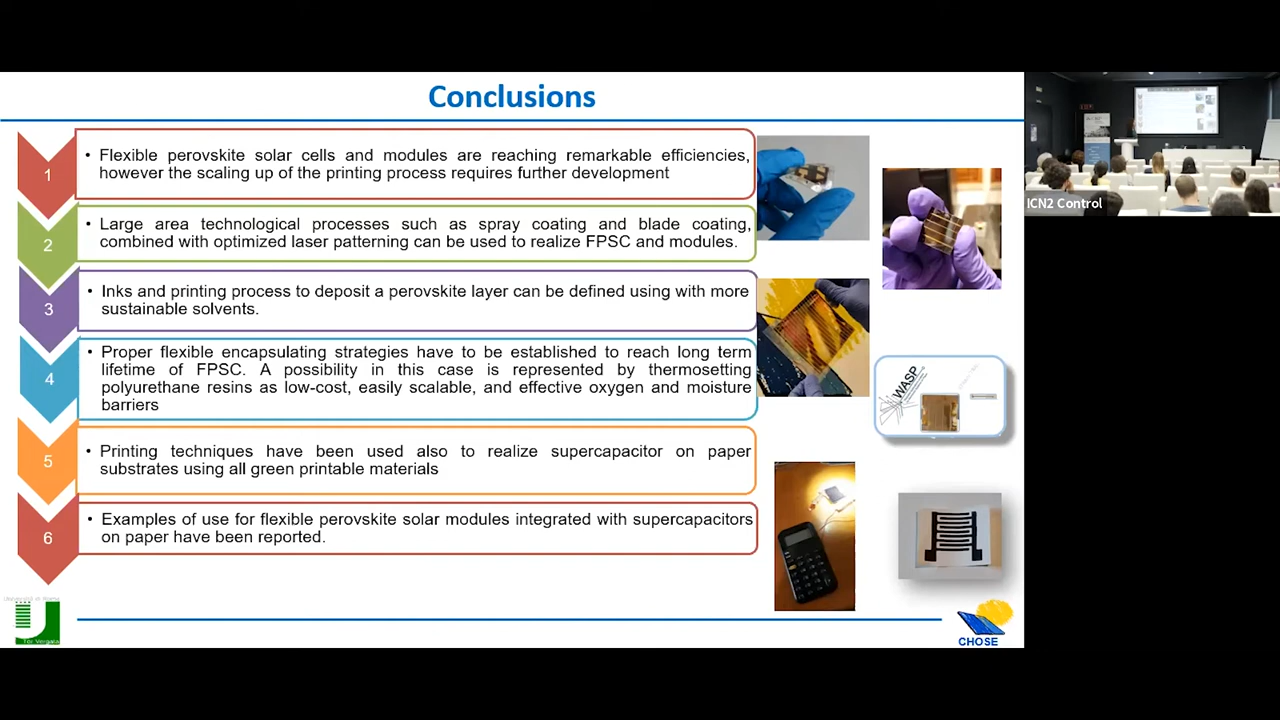 Conclusions
1
• Flexible perovskite solar cells and modules are reaching remarkable efficiencies,
however the scaling up of the printing process requires further development
2
• Large area technological processes such as spray coating and blade coating,
combined with optimized laser patterning can be used to realize FPSC and modules.
3
• Inks and printing process to deposit a perovskite layer can be defined using with more
sustainable solvents.
4
• Proper flexible encapsulating strategies have to be established to reach long term
lifetime of FPSC. A possibility in this case is represented by thermosetting
polyurethane resins as low-cost, easily scalable, and effective oxygen and moisture
barriers
5
• Printing techniques have been used also to realize supercapacitor on paper
substrates using all green printable materials
6
• Examples of use for flexible perovskite solar modules integrated with supercapacitors
on paper have been reported.
WASP
Tor Vergata
CHOSE
ICN2 Control